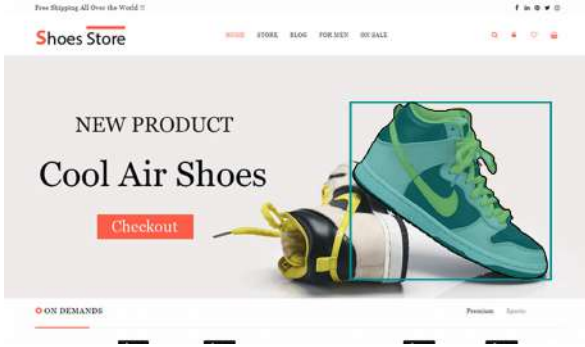 Free Shipping All Over the World !!
Shoes Store
HOME STORE BLOG FOR MEN ON SALE
NEW PRODUCT
Cool Air Shoes
Checkout
ON DEMANDS
Premium Sports